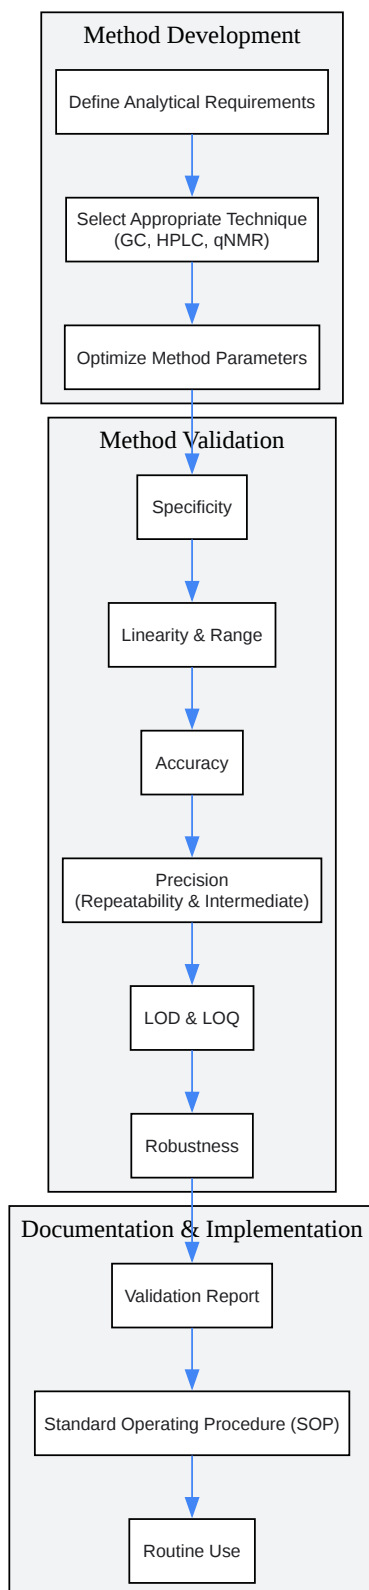 Method Development
Define Analytical Requirements
Select Appropriate Technique
(GC, HPLC, qNMR)
Optimize Method Parameters
Method Validation
Specificity
Linearity & Range
Accuracy
Precision
(Repeatability & Intermediate)
LOD & LOQ
Robustness
Documentation & Implementation
Validation Report
Standard Operating Procedure (SOP)
Routine Use